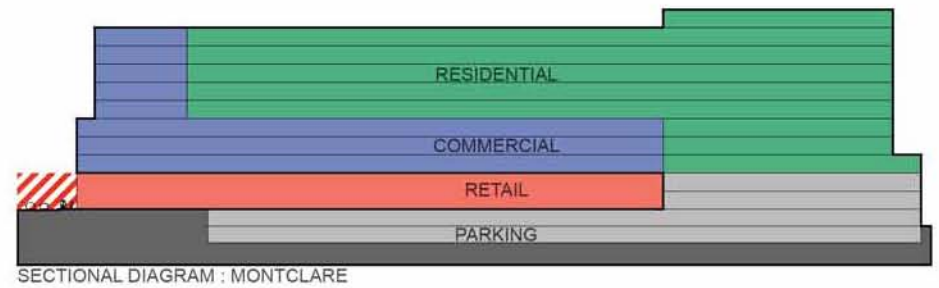 RESIDENTIAL
COMMERCIAL
RETAIL
PARKING
SECTIONAL DIAGRAM : MONTCLARE